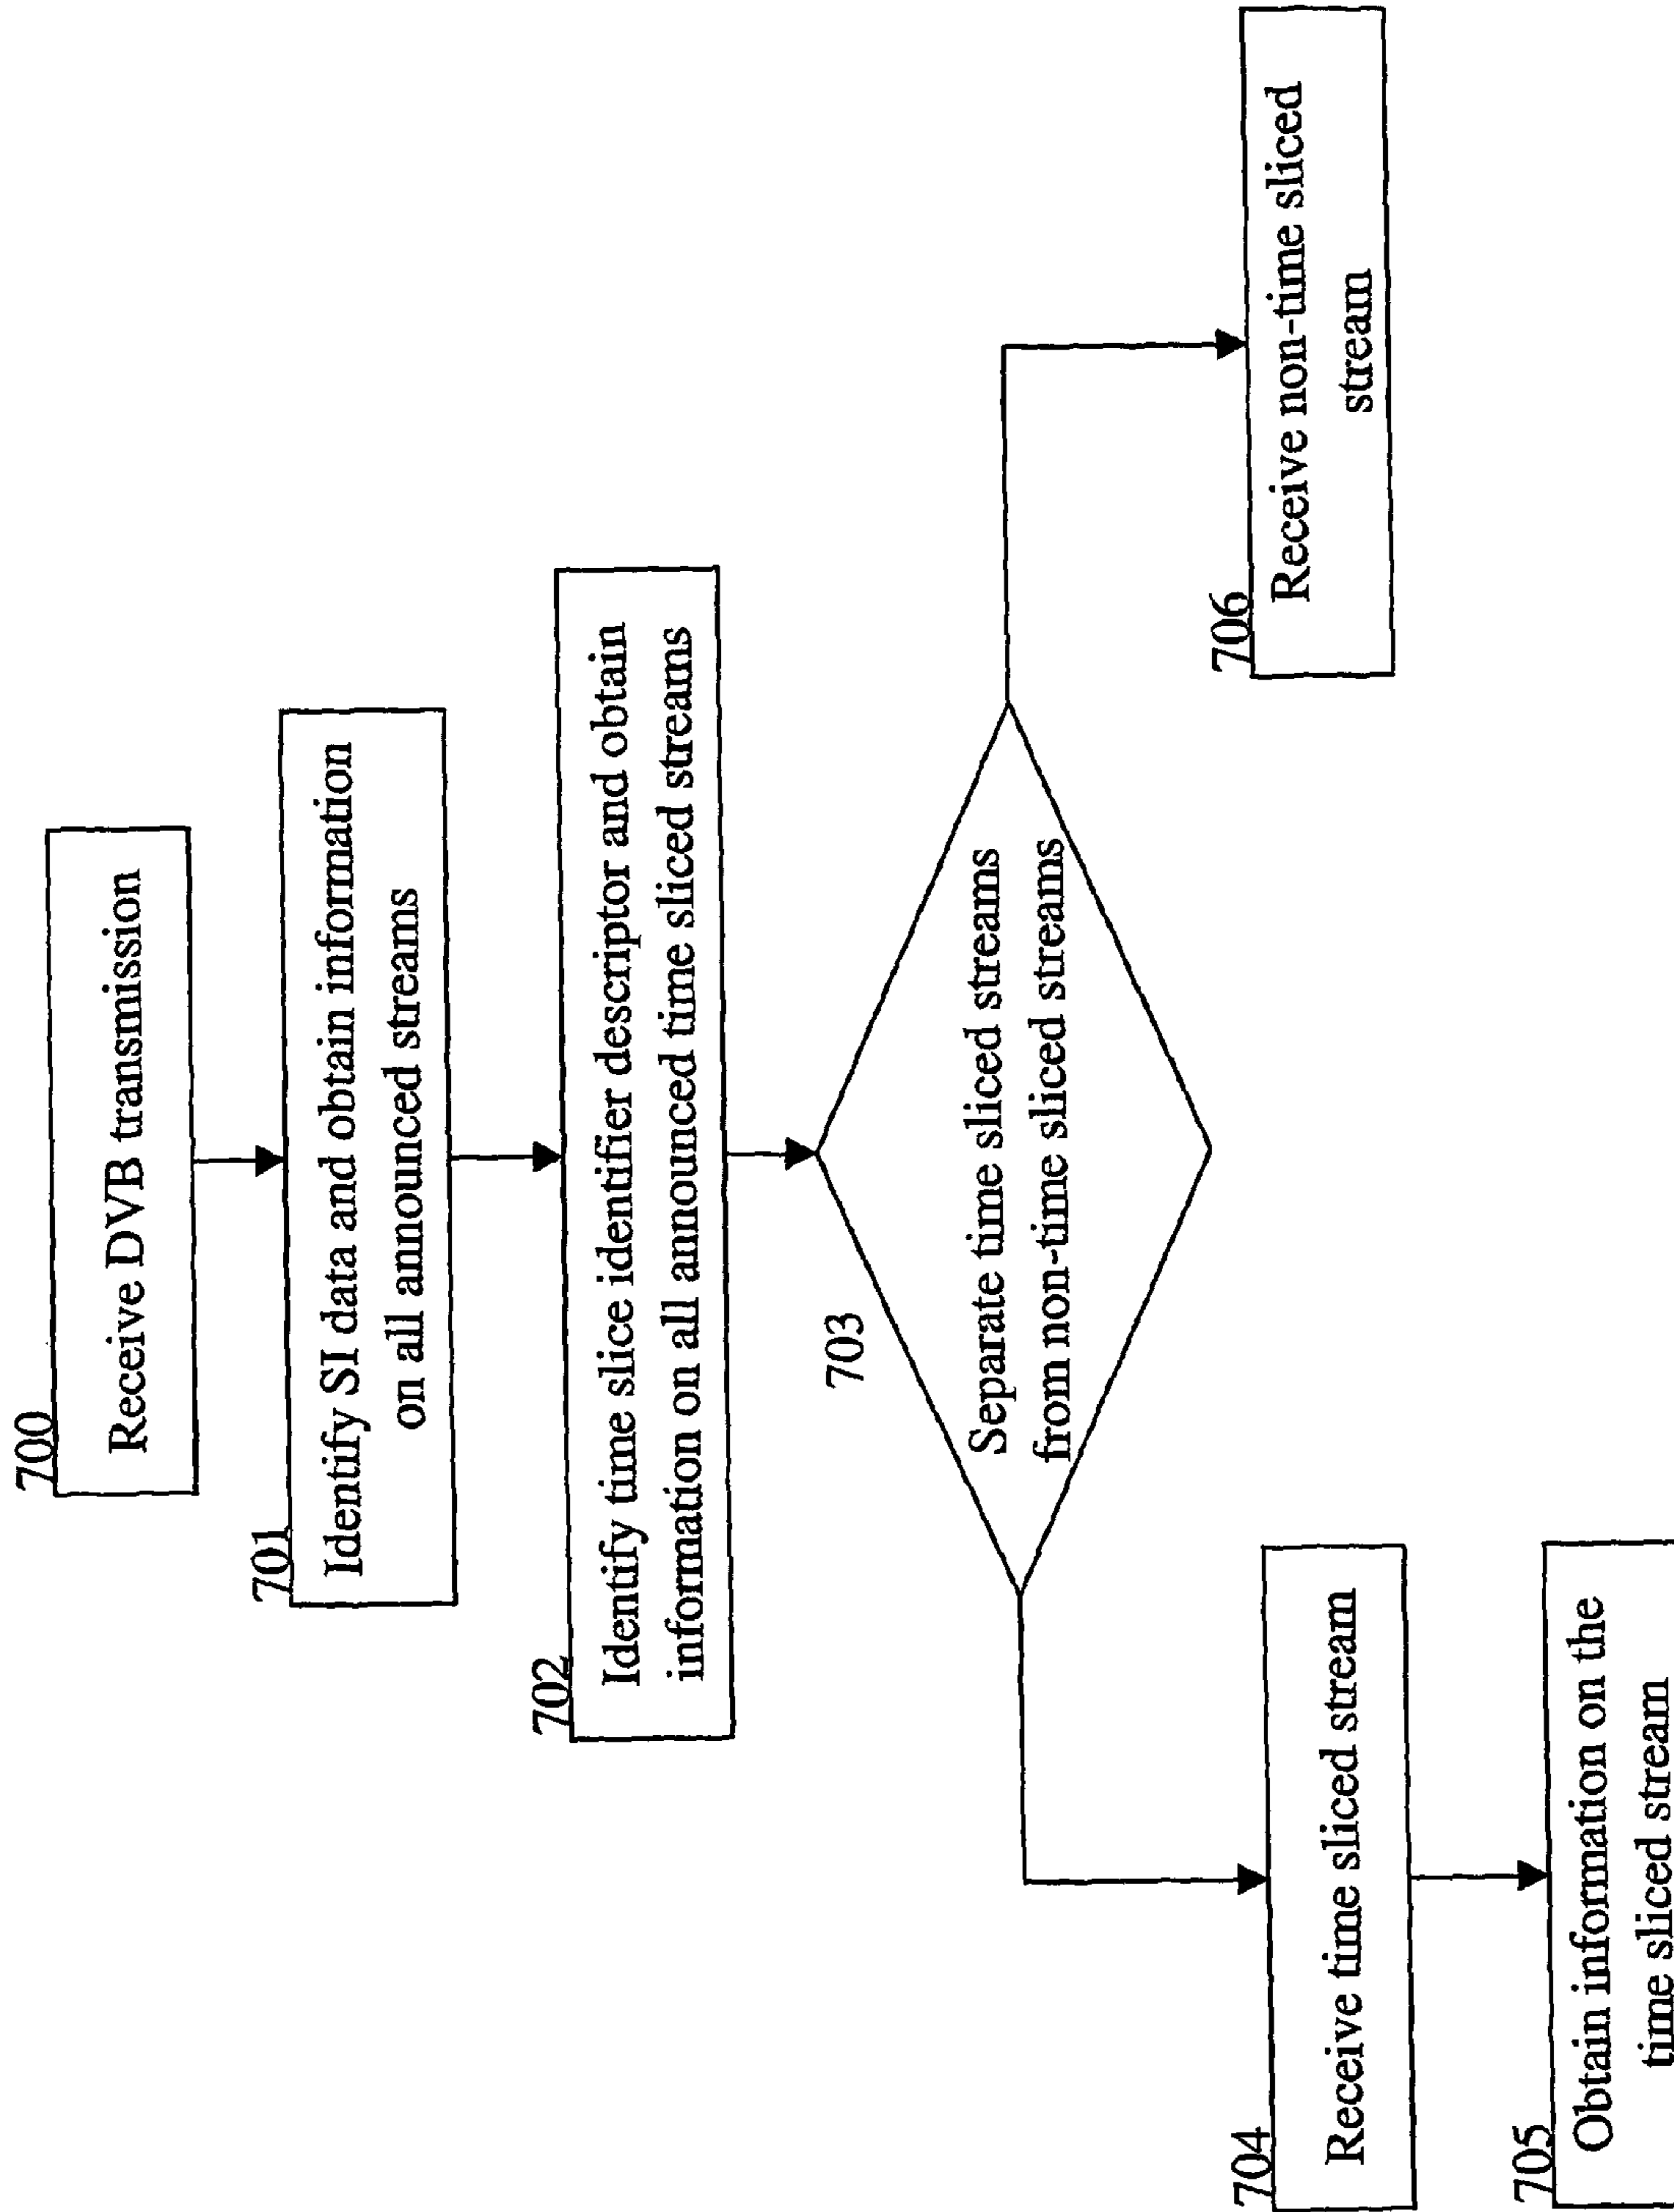 700
Receive DVB transmission
701
Identify SI data and obtain information
on all announced streams
702
Identify time slice identifier descriptor and obtain
information on all announced time sliced streams
703
Separate time sliced streams
from non-time sliced streams
704
Receive time sliced stream
705
Obtain information on the
time sliced stream
706
Receive non-time sliced
stream